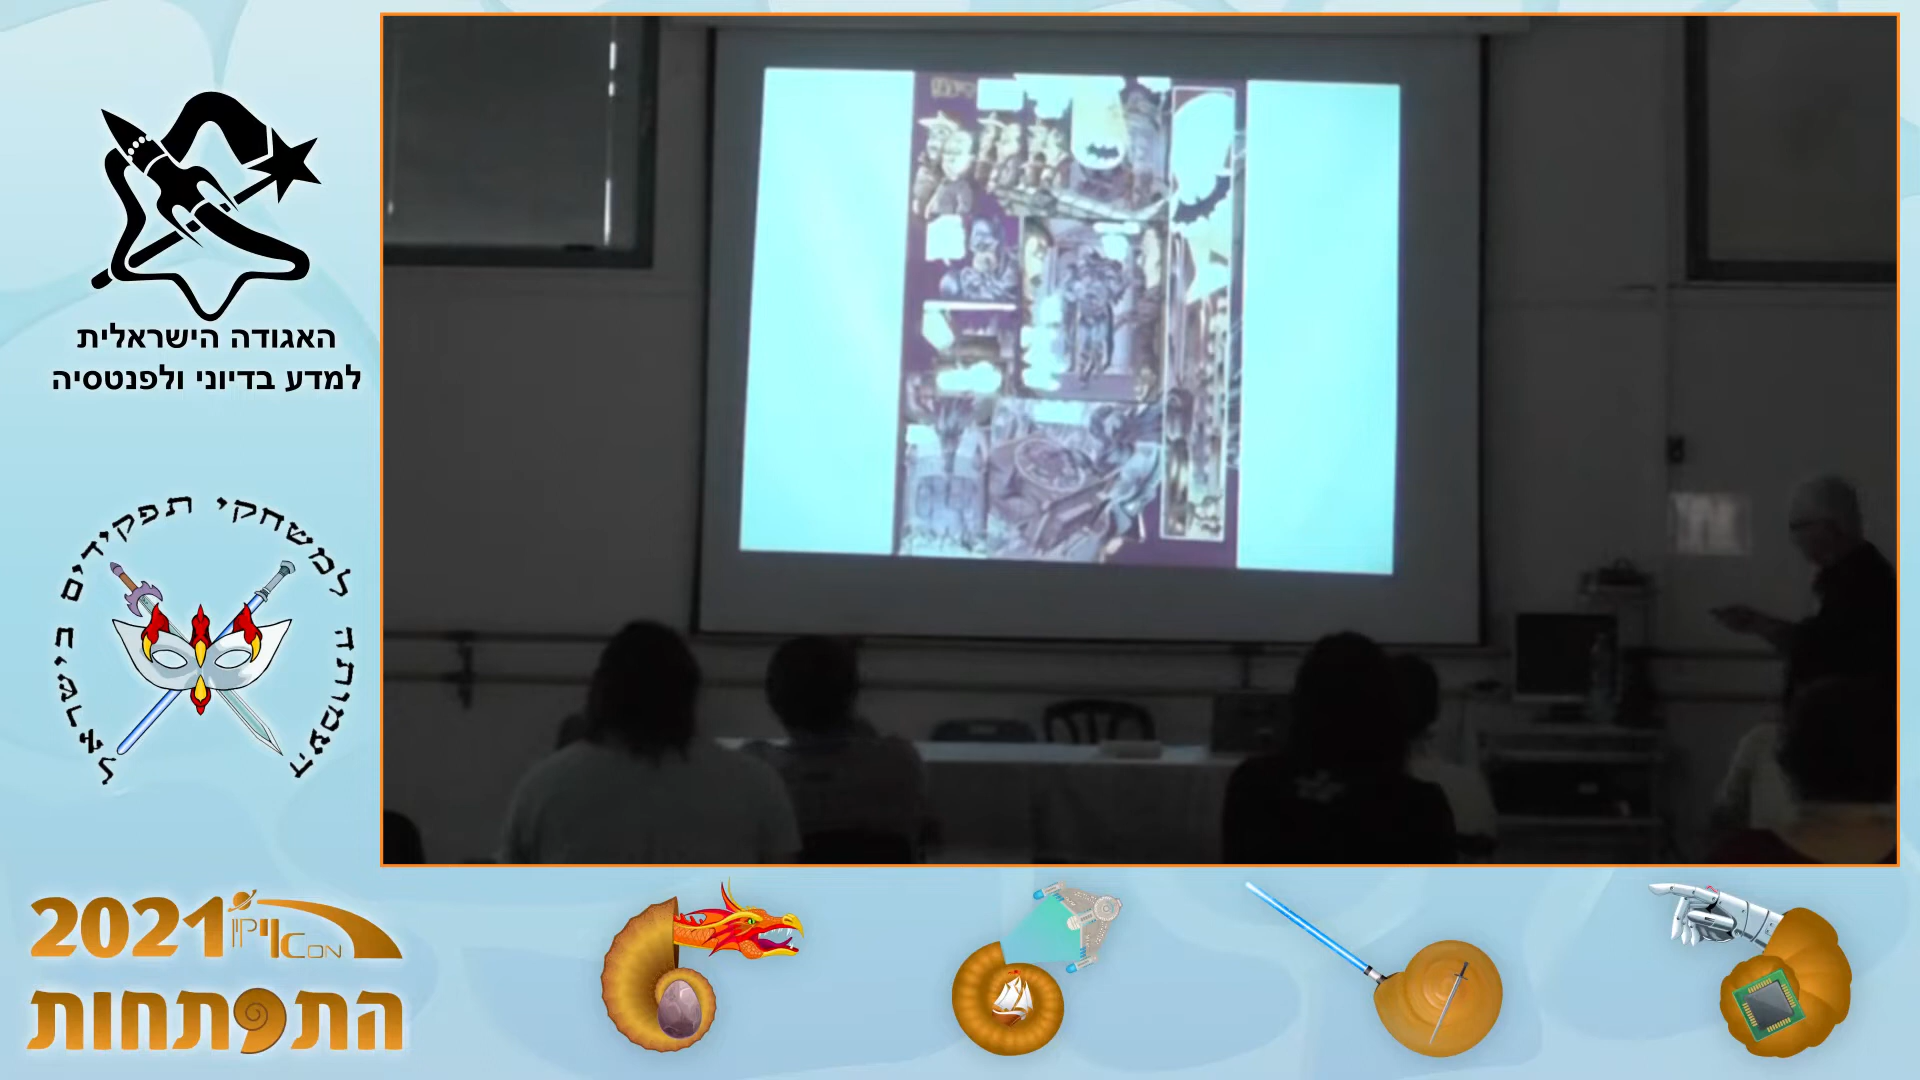 האגודה הישראלית
למדע בדיוני ולפנטסיה
העמותה למשחקי תפקידים בישראל
2021 אייקון ICON
התפתחות